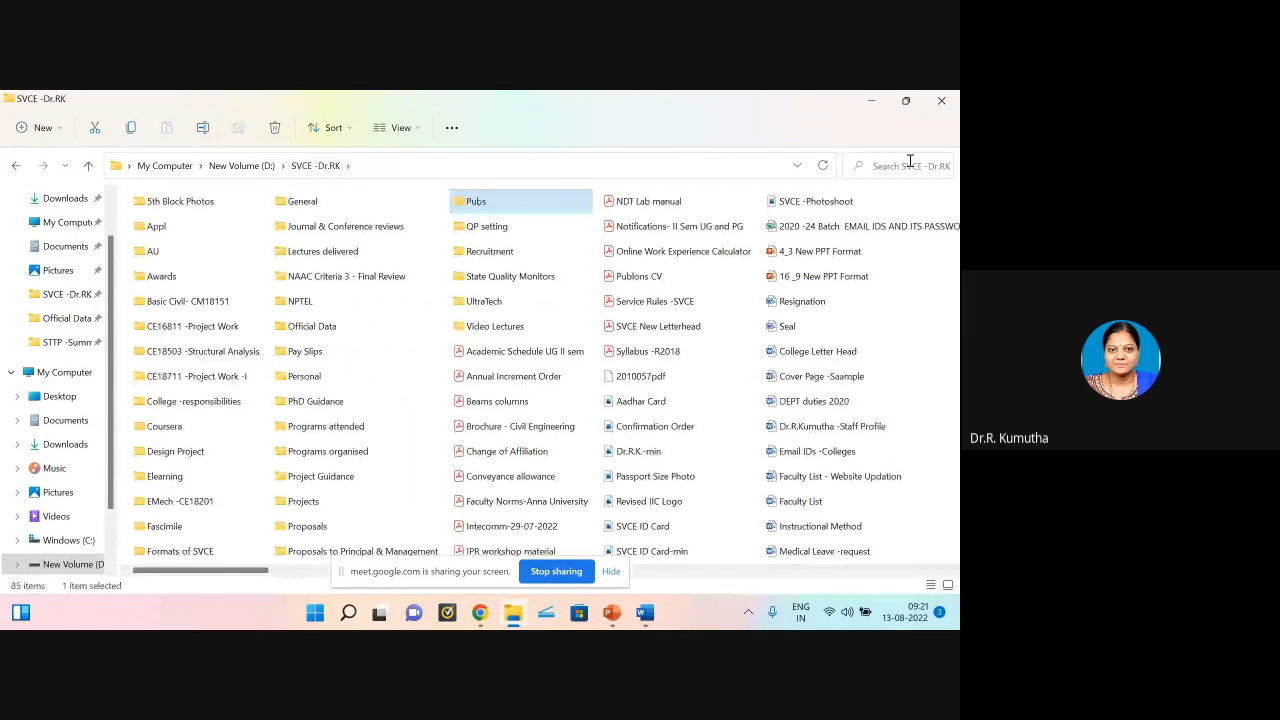 SVCE -Dr.RK
New
Sort
View
My Computer
New Volume (D:)
SVCE -Dr.RK
Search SVCE -Dr.RK
Downloads
My Compute
Documents
Pictures
SVCE -Dr.RK
Official Data
STTP -Summ
My Computer
Desktop
Documents
Downloads
Music
Pictures
Videos
Windows (C:)
New Volume (D
5th Block Photos
Appl
AU
Awards
Basic Civil- CM18151
CE16811 -Project Work
CE18503 -Structural Analysis
CE18711 -Project Work -I
College -responsibilities
Coursera
Design Project
Elearning
EMech -CE18201
Fascimile
Formats of SVCE
General
Journal & Conference reviews
Lectures delivered
NAAC Criteria 3 - Final Review
NPTEL
Official Data
Pay Slips
Personal
PhD Guidance
Programs attended
Programs organised
Project Guidance
Projects
Proposals
Proposals to Principal & Management
Pubs
QP setting
Recruitment
State Quality Monitors
UltraTech
Video Lectures
Academic Schedule UG II sem
Annual Increment Order
Beams columns
Brochure - Civil Engineering
Change of Affiliation
Conveyance allowance
Faculty Norms-Anna University
Intecomm-29-07-2022
IPR workshop material
NDT Lab manual
Notifications- II Sem UG and PG
Online Work Experience Calculator
Publons CV
Service Rules -SVCE
SVCE New Letterhead
Syllabus -R2018
2010057pdf
Aadhar Card
Confirmation Order
Dr.R.K.-min
Passport Size Photo
Revised IIC Logo
SVCE ID Card
SVCE ID Card-min
SVCE -Photoshoot
2020 -24 Batch EMAIL IDS AND ITS PASSWO
4_3 New PPT Format
16_9 New PPT Format
Resignation
Seal
College Letter Head
Cover Page -Saample
DEPT duties 2020
Dr.R.Kumutha -Staff Profile
Email IDs -Colleges
Faculty List - Website Updation
Faculty List
Instructional Method
Medical Leave -request
meet.google.com is sharing your screen.
Stop sharing
Hide
85 items
1 item selected
ENG
IN
09:21
13-08-2022
3
Dr.R. Kumutha